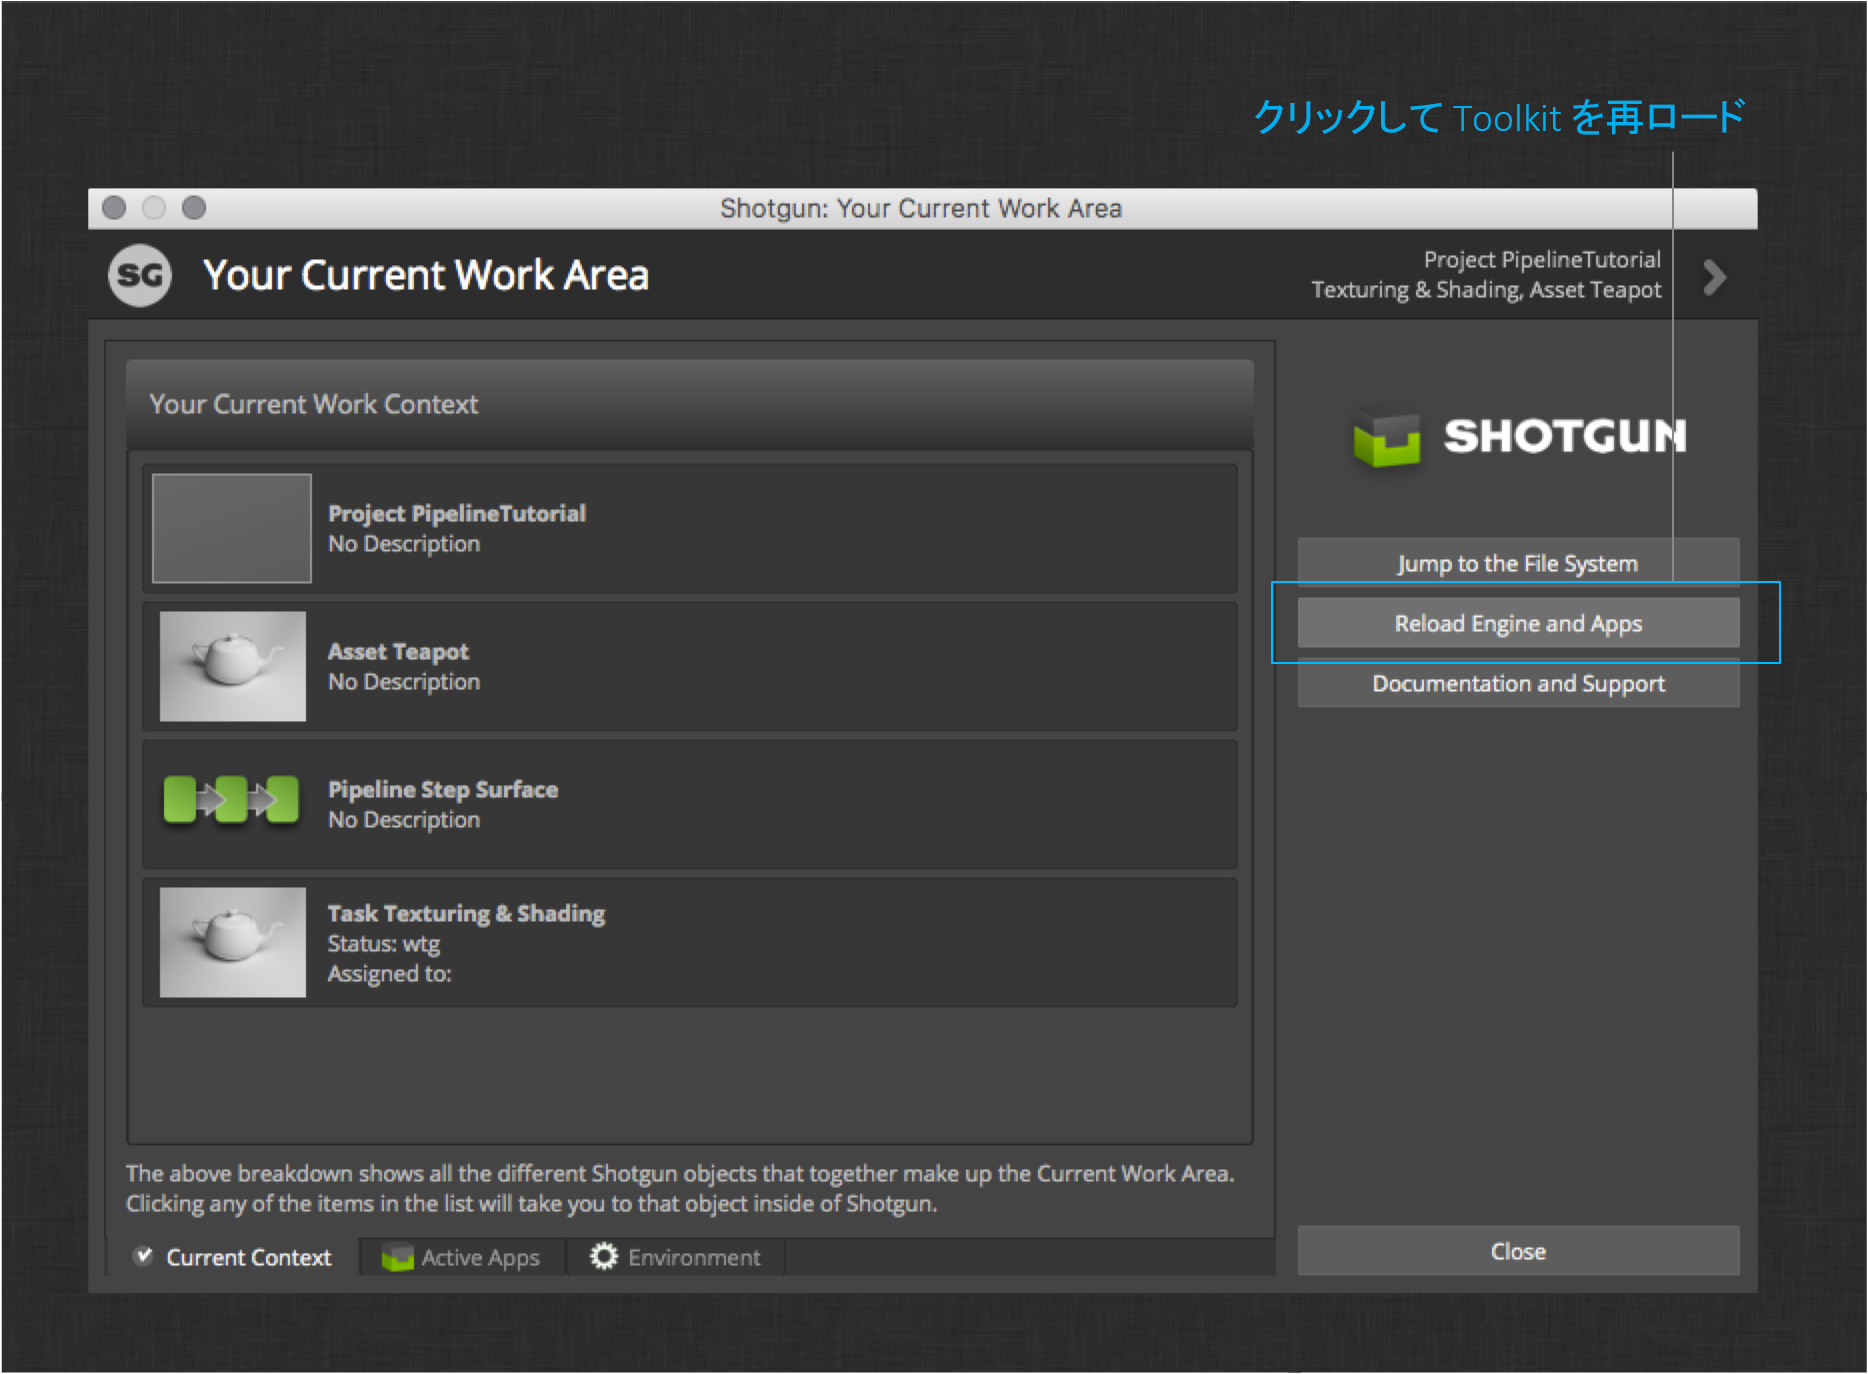 クリックして Toolkit を再ロード
Shotgun: Your Current Work Area
SG
Your Current Work Area
Project PipelineTutorial
Texturing & Shading, Asset Teapot
Your Current Work Context
Project PipelineTutorial
No Description
Asset Teapot
No Description
Pipeline Step Surface
No Description
Task Texturing & Shading
Status: wtg
Assigned to:
The above breakdown shows all the different Shotgun objects that together make up the Current Work Area.
Clicking any of the items in the list will take you to that object inside of Shotgun.
Current Context
Active Apps
Environment
SHOTGUN
Jump to the File System
Reload Engine and Apps
Documentation and Support
Close